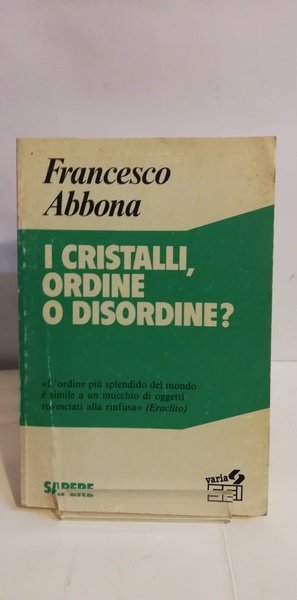 Francesco
Abbona
I CRISTALLI,
ORDINE
O DISORDINE?
«L'ordine più splendido del mondo
è simile a un mucchio di oggetti
rovesciati alla rinfusa» (Eraclito)
SAPERE
varia
SEI